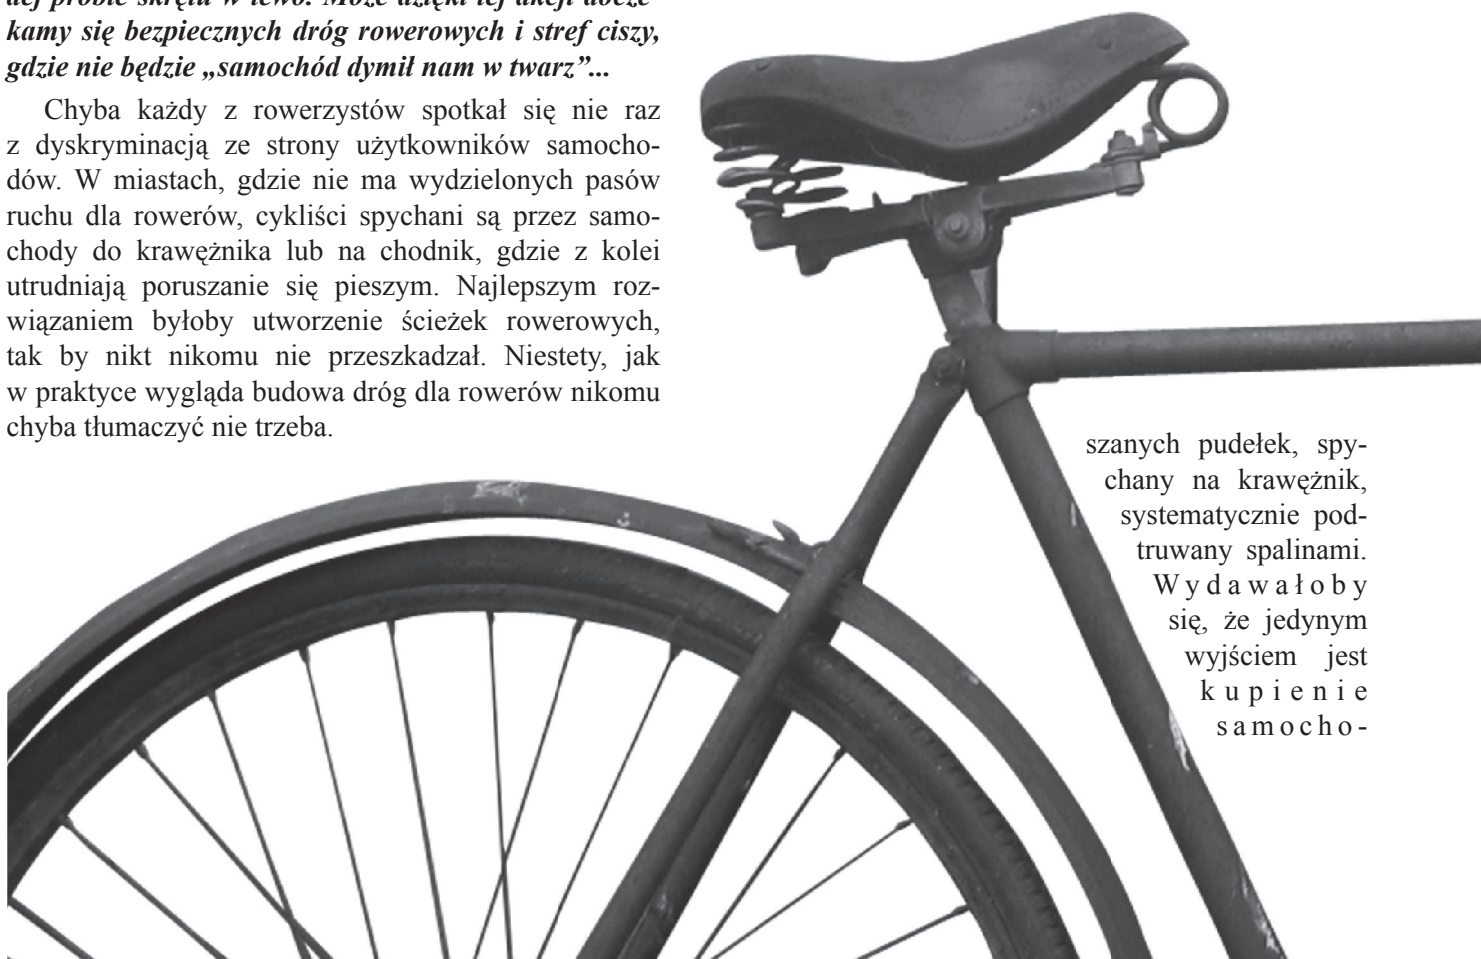 kamy się bezpiecznych dróg rowerowych i stref ciszy,
gdzie nie będzie „samochód dymił nam w twarz”...
Chyba każdy z rowerzystów spotkał się nie raz
z dyskryminacją ze strony użytkowników samocho-
dów. W miastach, gdzie nie ma wydzielonych pasów
ruchu dla rowerów, cykliści spychani są przez samo-
chody do krawężnika lub na chodnik, gdzie z kolei
utrudniają poruszanie się pieszym. Najlepszym roz-
wiązaniem byłoby utworzenie ścieżek rowerowych,
tak by nikt nikomu nie przeszkadzał. Niestety, jak
w praktyce wygląda budowa dróg dla rowerów nikomu
chyba tłumaczyć nie trzeba.
szanych pudełek, spy-
chany na krawężnik,
systematycznie pod-
truwany spalinami.
Wydawałoby
się, że jedynym
wyjściem jest
kupienie
samocho-